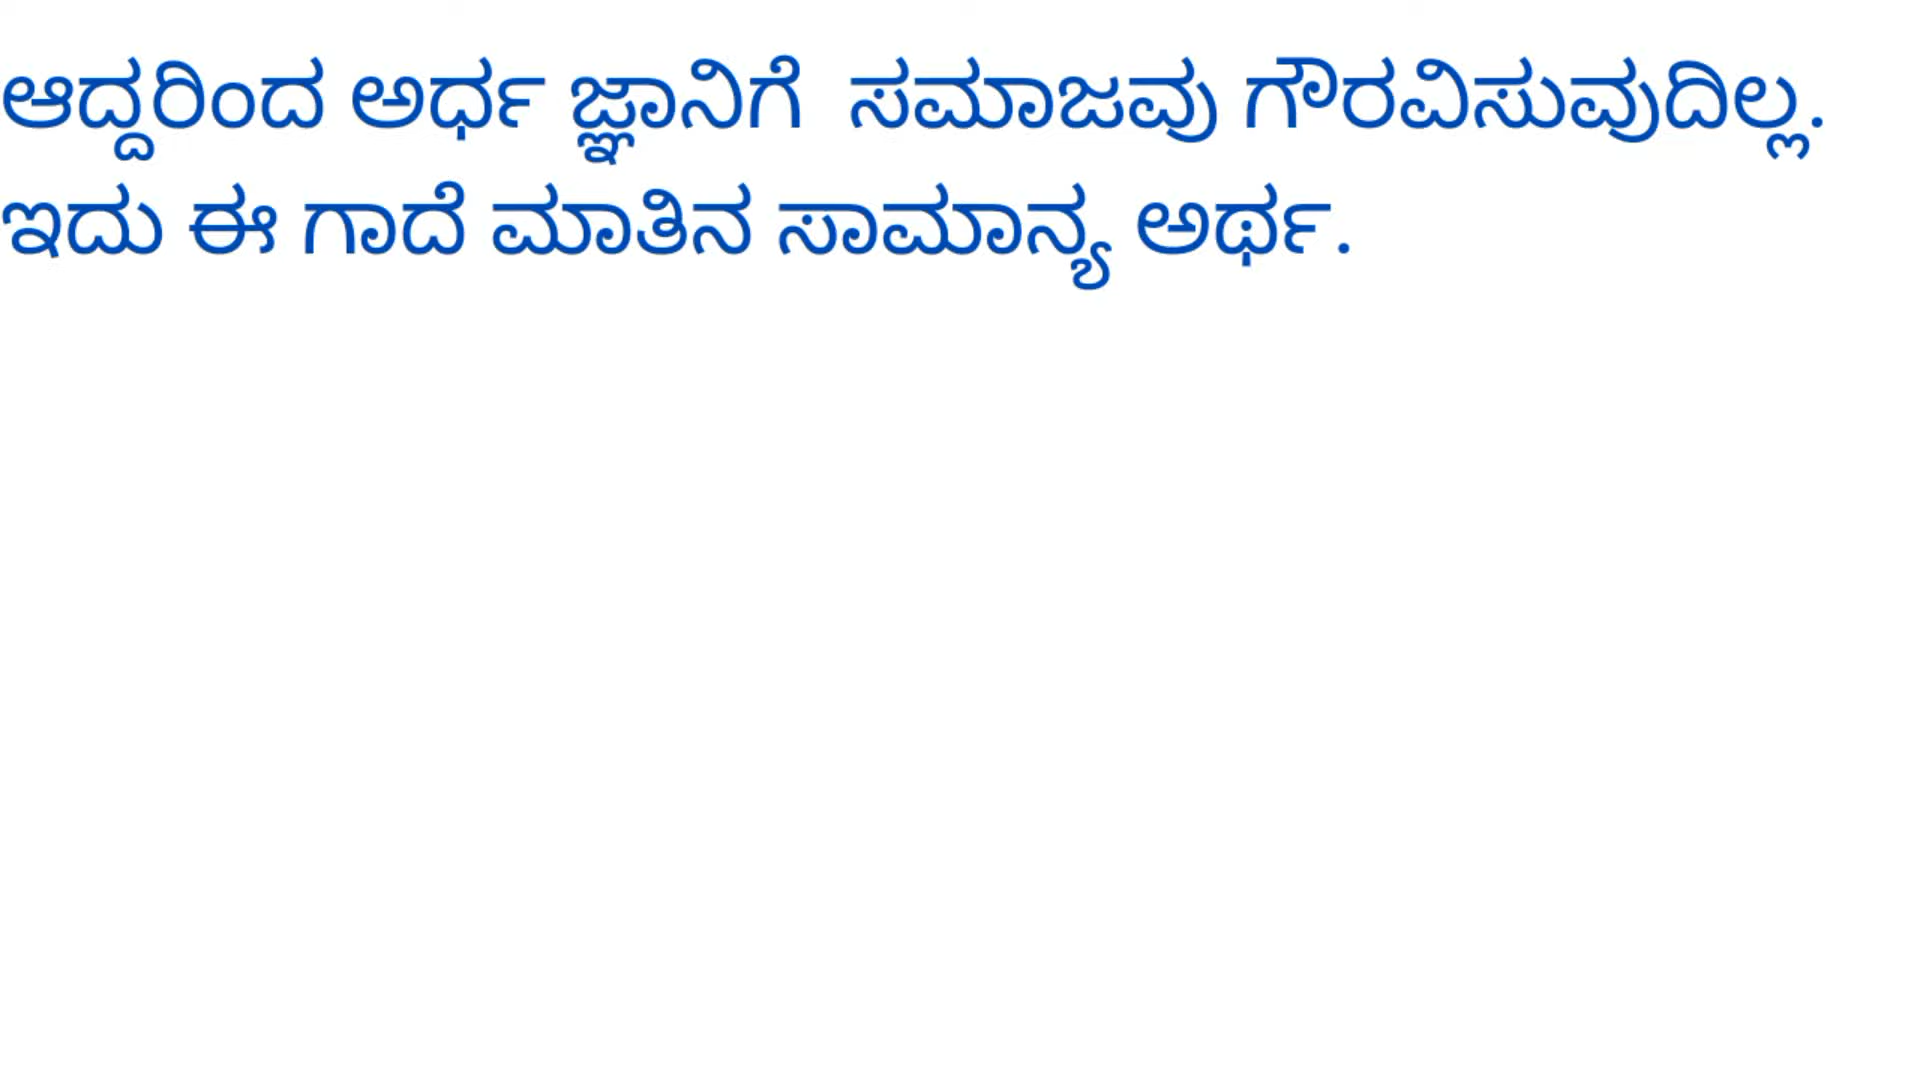 ಆದ್ದರಿಂದ ಅರ್ಧ ಜ್ಞಾನಿಗೆ ಸಮಾಜವು ಗೌರವಿಸುವುದಿಲ್ಲ.
ಇದು ಈ ಗಾದೆ ಮಾತಿನ ಸಾಮಾನ್ಯ ಅರ್ಥ.